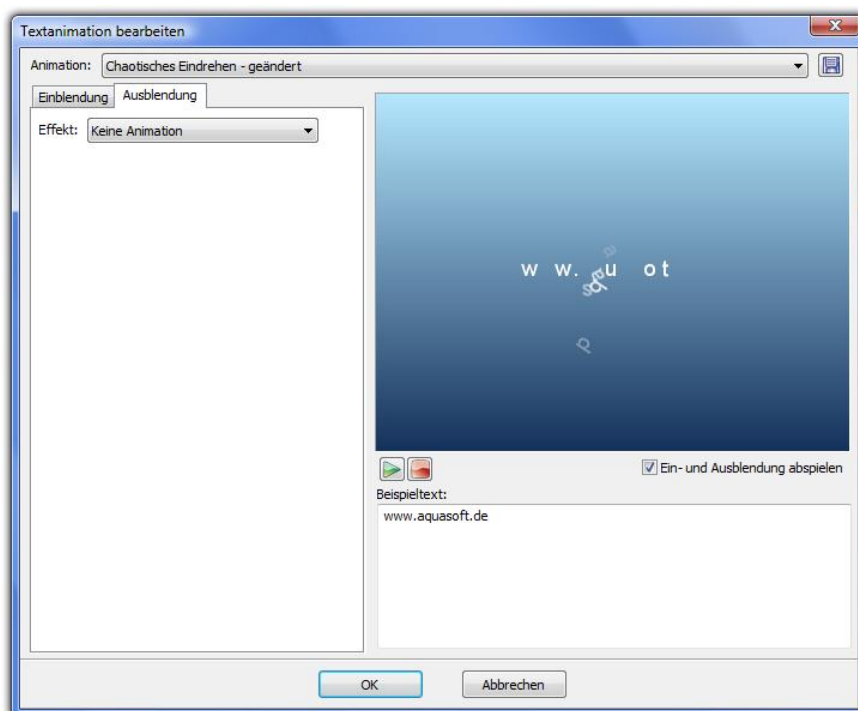 Textanimation bearbeiten
Animation: Chaotisches Eindrehen - geändert
Einblendung Ausblendung
Effekt: Keine Animation
w w. u ot
Ein- und Ausblendung abspielen
Beispieltext:
www.aquasoft.de
OK Abbrechen